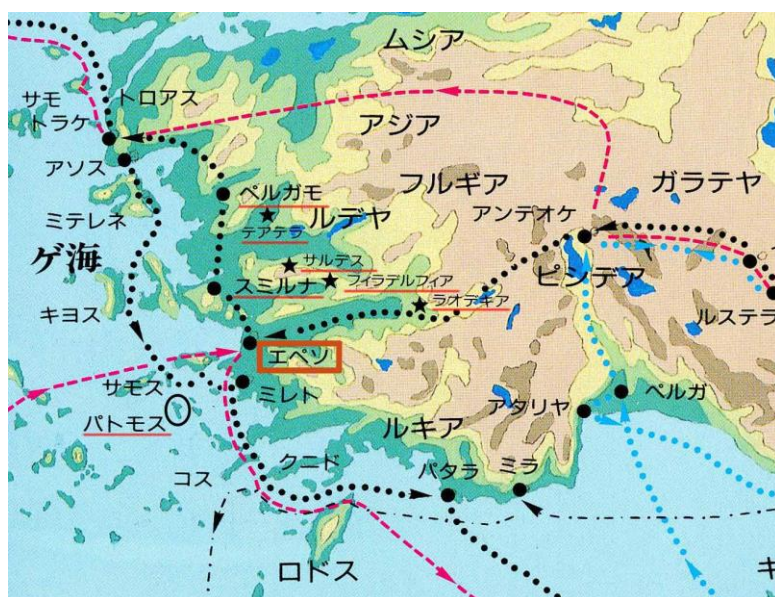 ムシア
サモ
トラケ
トロアス
アソス
アジア
フルギア
ガラテヤ
アンテオケ
ペルガモ
テアテラ
ルデヤ
ミテレネ
ゲ海
サルデス
フィラデルフィア
ピシデア
スミルナ
ラオデキア
ルステラ
キヨス
エペソ
サモス
ミレト
パトモス
アタリヤ
ペルガ
ルキア
クニド
コス
パタラ
ミラ
ロドス
キ